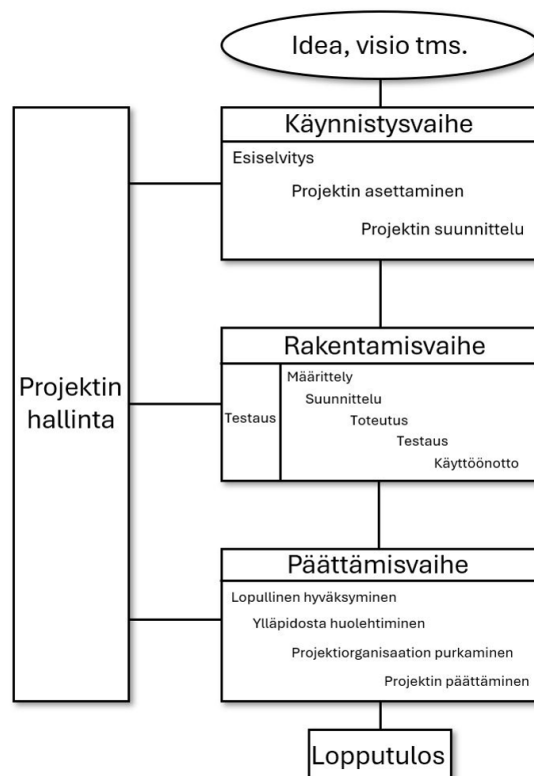 Idea, visio tms.
Käynnistysvaihe
Esiselvitys
Projektin asettaminen
Projektin suunnittelu
Projektin
hallinta
Rakentamisvaihe
Testaus
Määrittely
Suunnittelu
Toteutus
Testaus
Käyttöönotto
Päättämisvaihe
Lopullinen hyväksyminen
Ylläpidosta huolehtiminen
Projektiorganisaation purkaminen
Projektin päättäminen
Lopputulos